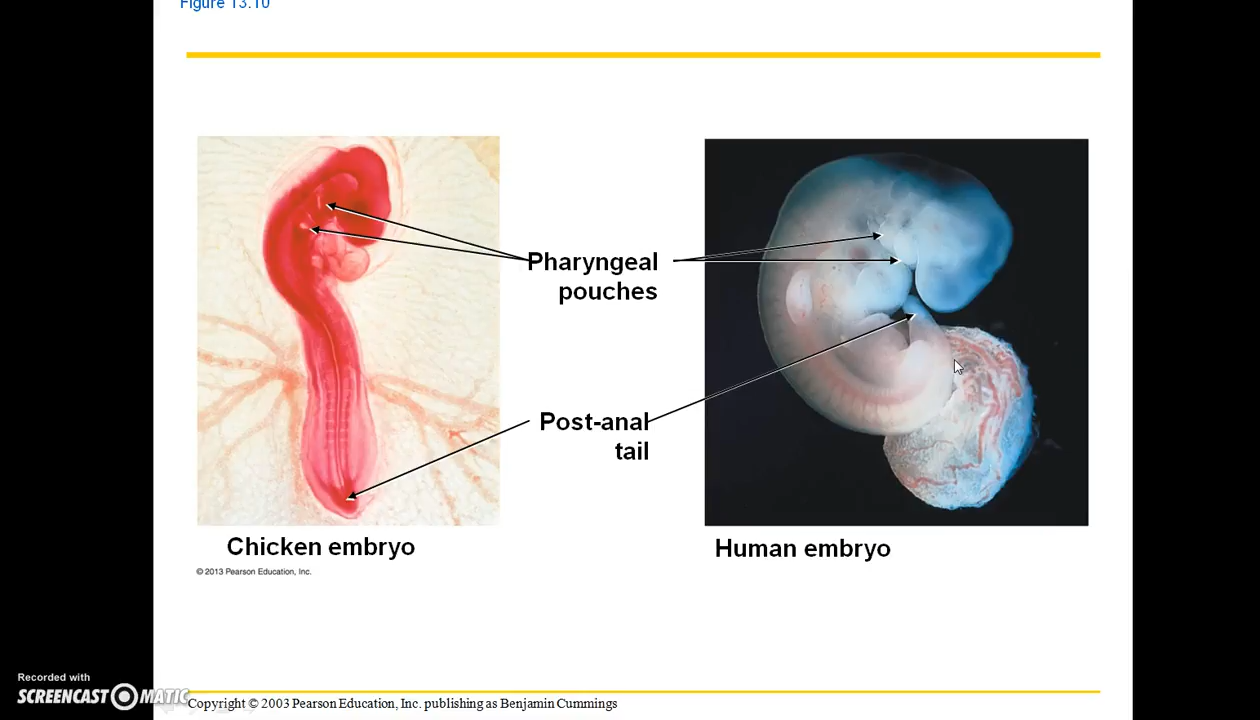 Figure 13.10
Pharyngeal
pouches
Post-anal
tail
Chicken embryo
Human embryo
© 2013 Pearson Education, Inc.
Recorded with
SCREENCAST MATIC
Copyright © 2003 Pearson Education, Inc. publishing as Benjamin Cummings